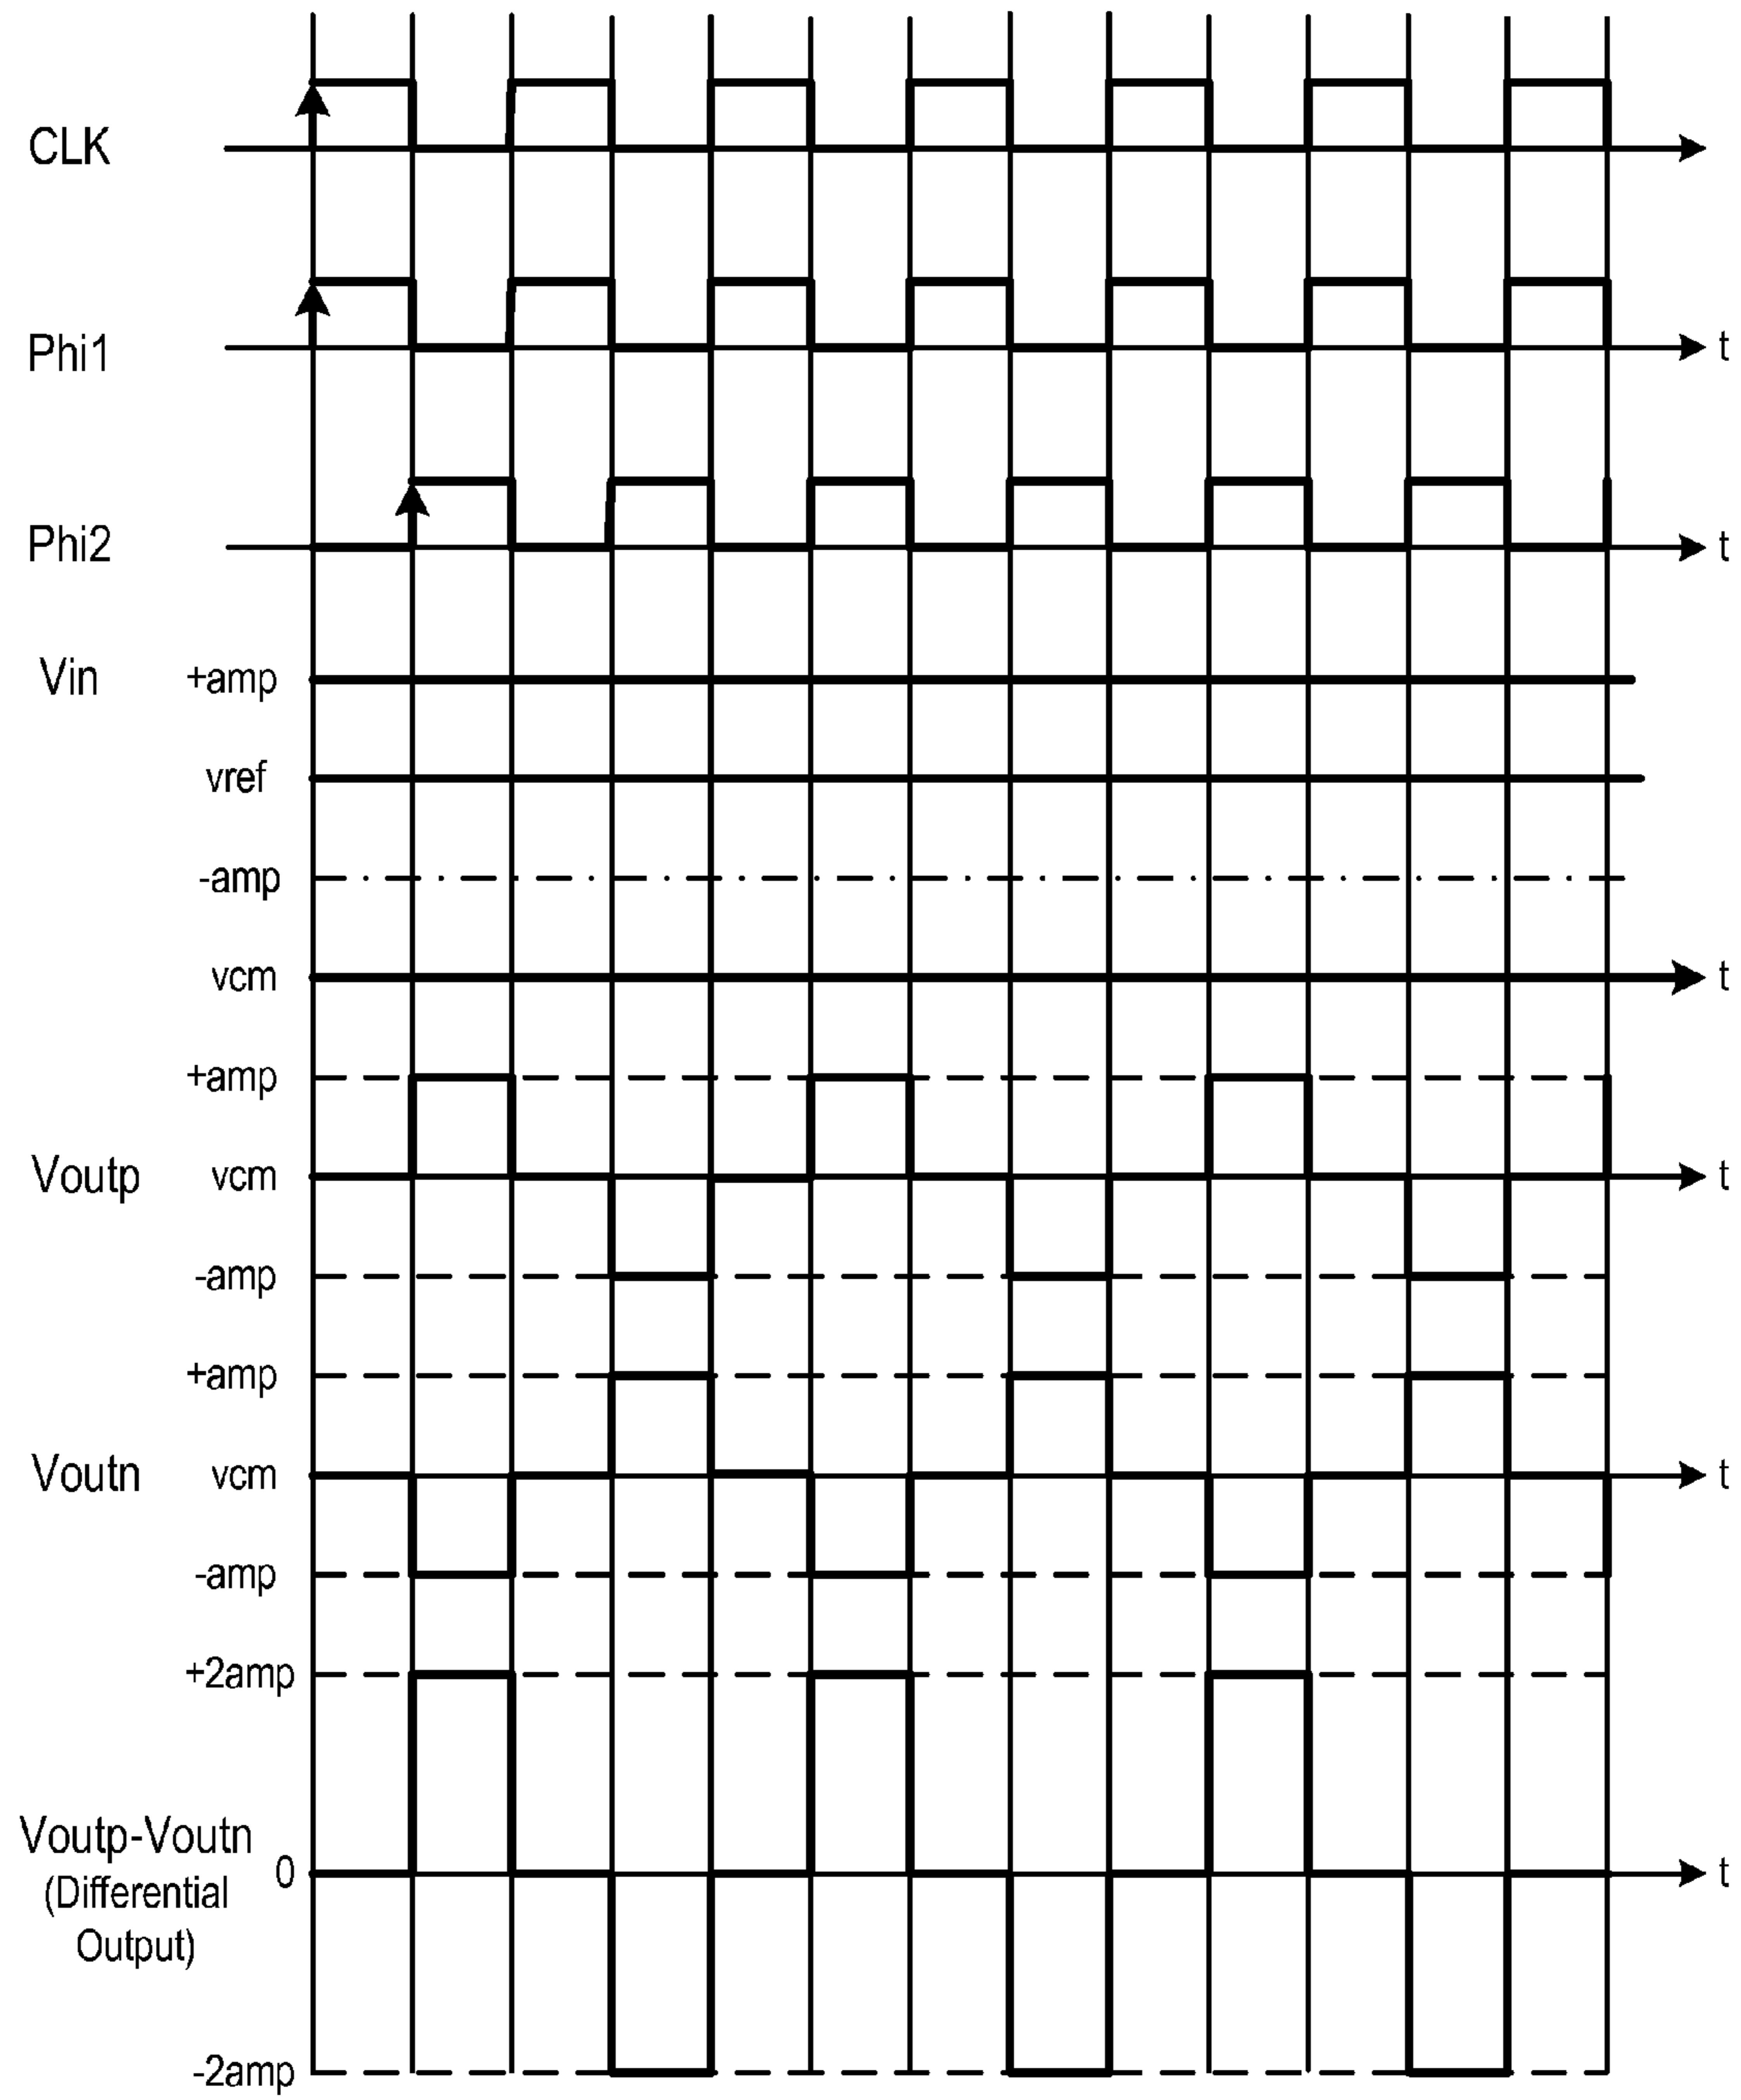 CLK
Phi1
t
Phi2
t
Vin
+amp
vref
-amp
vcm
t
+amp
Voutp
vcm
t
-amp
+amp
Voutn
vcm
t
-amp
+2amp
Voutp-Voutn
(Differential
Output)
0
t
-2amp